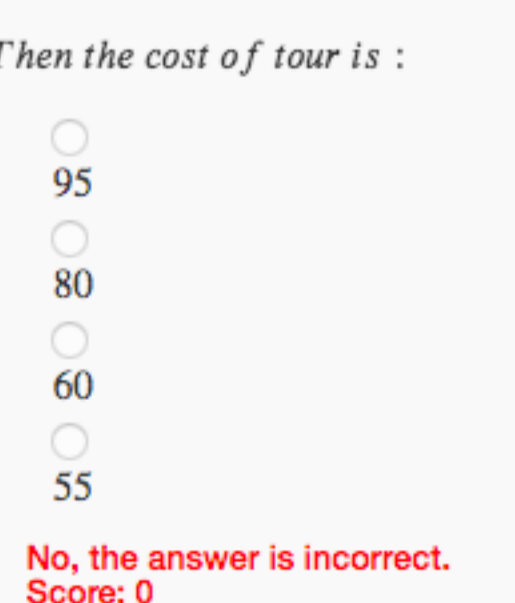 Then the cost of tour is :
95
80
60
55
No, the answer is incorrect.
Score: 0